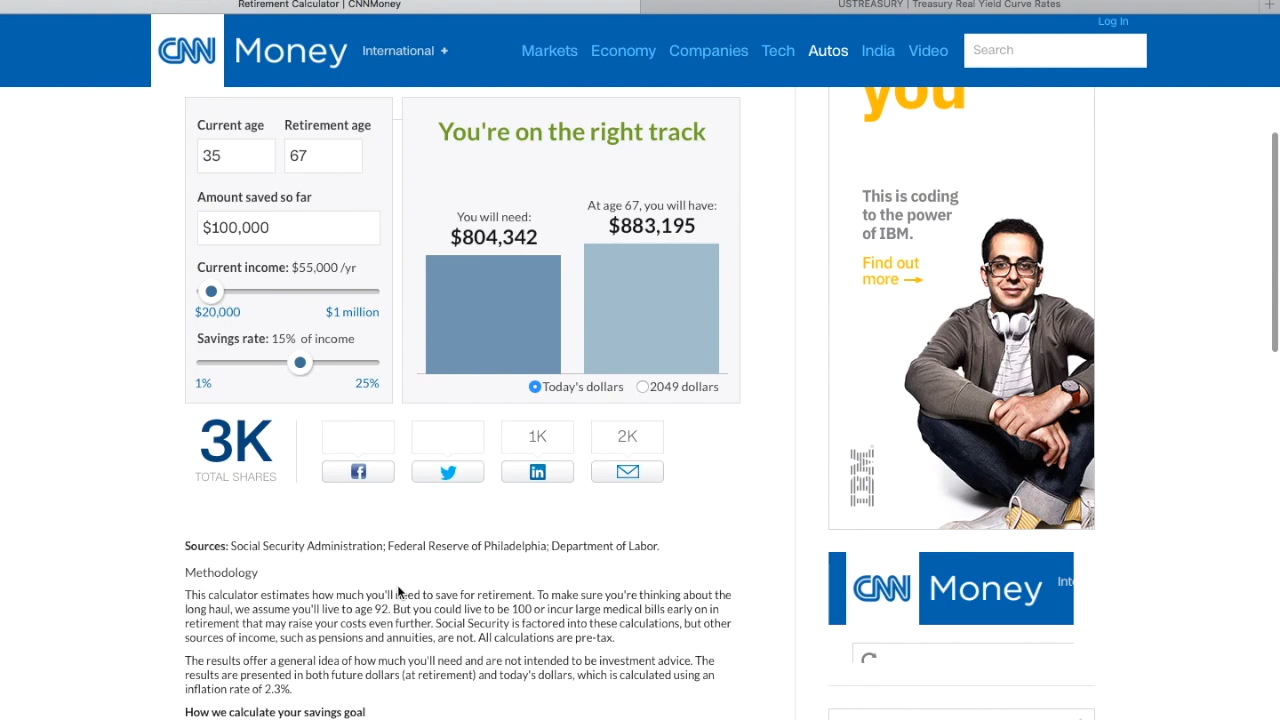 Retirement Calculator | CNNMoney
USTREASURY | Treasury Real Yield Curve Rates
+
Log In
CNN Money International +
Markets Economy Companies Tech Autos India Video
Search
Current age Retirement age
35 67
Amount saved so far
$100,000
Current income: $55,000 /yr
$20,000 $1 million
Savings rate: 15% of income
1% 25%
You're on the right track
You will need:
$804,342
At age 67, you will have:
$883,195
Today's dollars 2049 dollars
3K
TOTAL SHARES
1K
2K
f
in
Sources: Social Security Administration; Federal Reserve of Philadelphia; Department of Labor.
Methodology
This calculator estimates how much you'll need to save for retirement. To make sure you're thinking about the
long haul, we assume you'll live to age 92. But you could live to be 100 or incur large medical bills early on in
retirement that may raise your costs even further. Social Security is factored into these calculations, but other
sources of income, such as pensions and annuities, are not. All calculations are pre-tax.
The results offer a general idea of how much you'll need and are not intended to be investment advice. The
results are presented in both future dollars (at retirement) and today's dollars, which is calculated using an
inflation rate of 2.3%.
How we calculate your savings goal
you
This is coding
to the power
of IBM.
Find out
more →
IBM
CNN Money Int